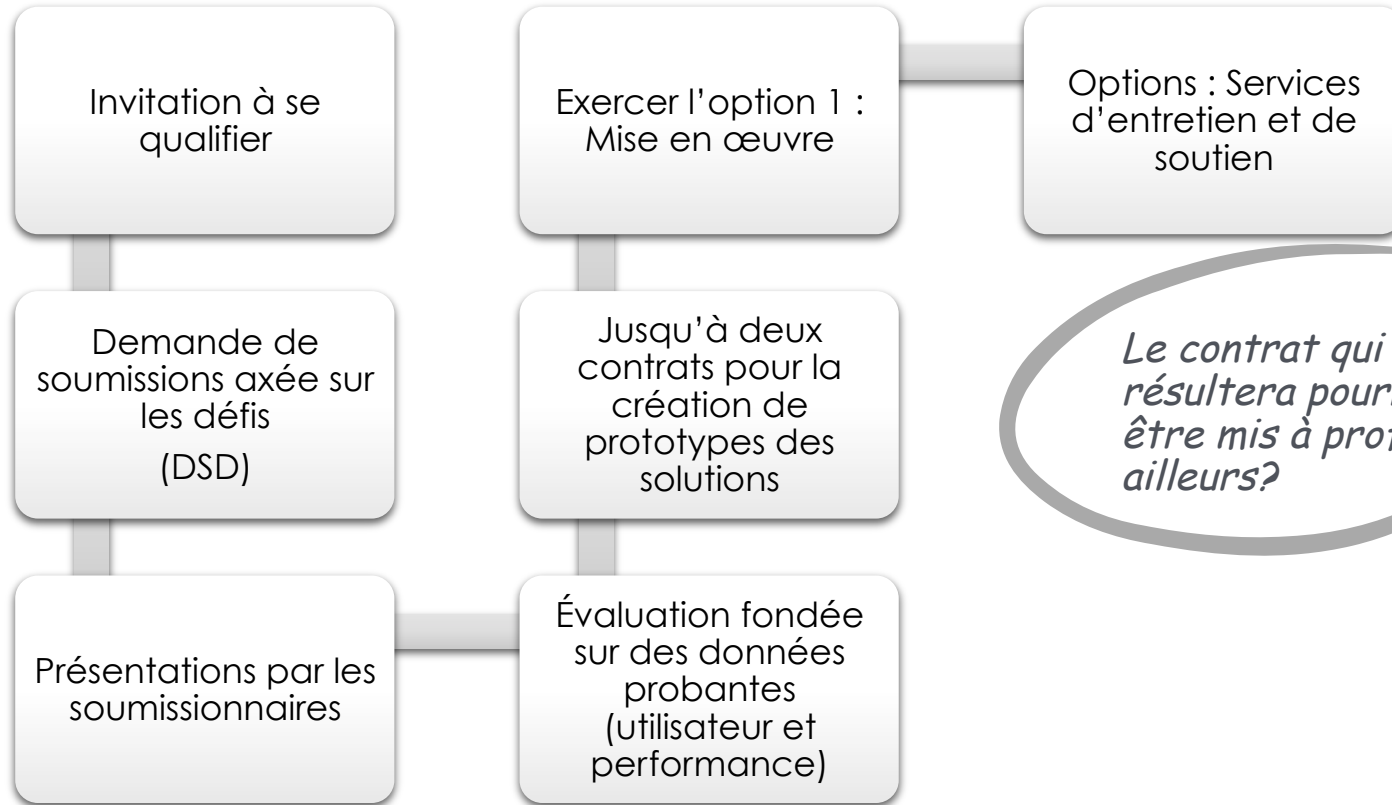 Invitation à se
qualifier
Demande de
soumissions axée sur
les défis
(DSD)
Présentations par les
soumissionnaires
Évaluation fondée
sur des données
probantes
(utilisateur et
performance)
Jusqu’à deux
contrats pour la
création de
prototypes des
solutions
Exercer l’option 1 :
Mise en œuvre
Options : Services
d’entretien et de
soutien
Le contrat qui
résultera
être mis à
ailleurs?